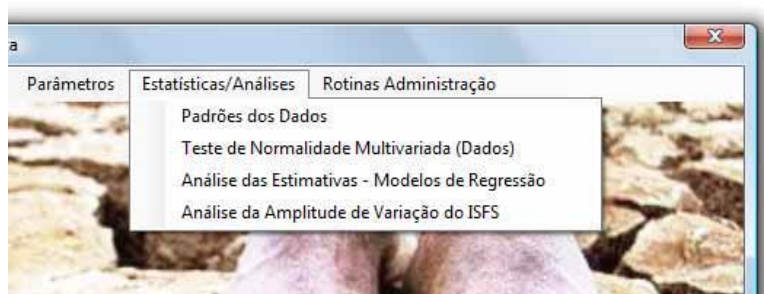 a
Parâmetros Estatísticas/Análises Rotinas Administração
Padrões dos Dados
Teste de Normalidade Multivariada (Dados)
Análise das Estimativas - Modelos de Regressão
Análise da Amplitude de Variação do ISFS